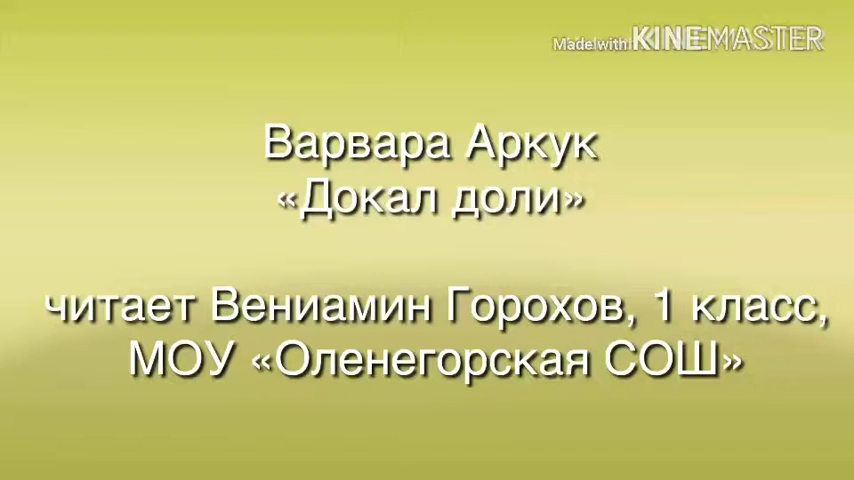 Made with KINEMASTER
Варвара Аркук
«Докал доли»
читает Вениамин Горохов, 1 класс,
МОУ «Оленегорская СОШ»